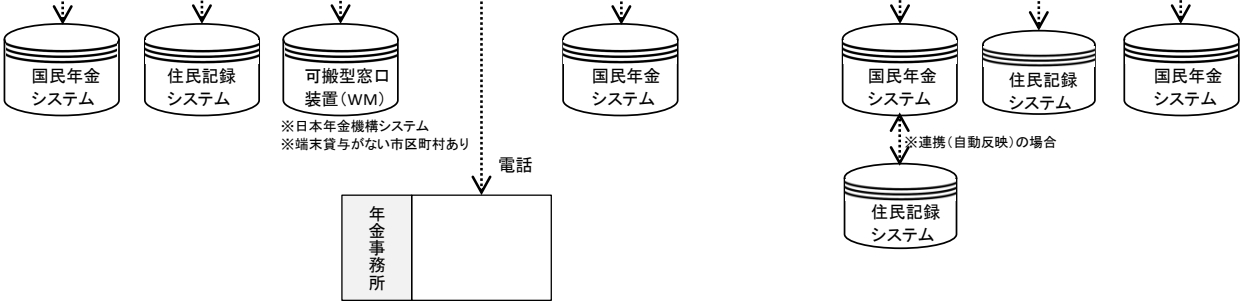 国民年金
システム
住民記録
システム
可搬型窓口
装置(WM)
※日本年金機構システム
※端末貸与がない市区町村あり
国民年金
システム
国民年金
システム
住民記録
システム
国民年金
システム
※連携(自動反映)の場合
電話
住民記録
システム
年金事務所